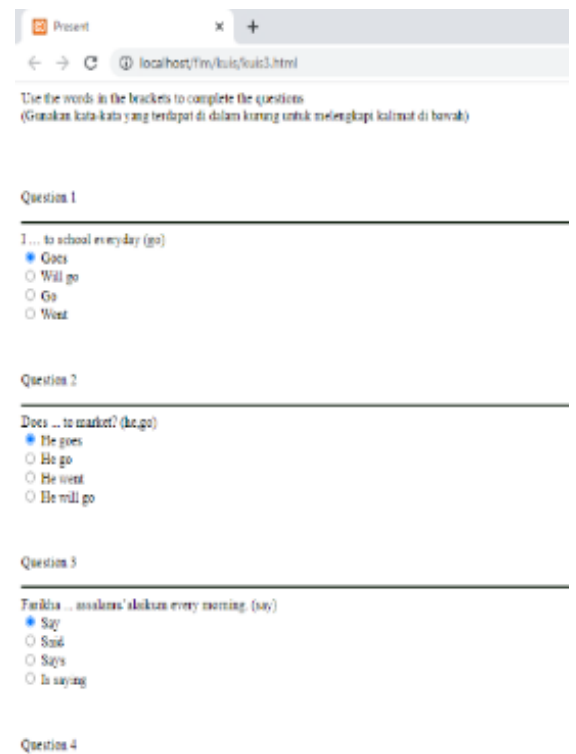 Present
localhost/fim/kuis/kuis3.html
Use the words in the brackets to complete the questions
(Gunakan kata-kata yang terdapat di dalam kurung untuk melengkapi kalimat di bawah)
Question 1
I ... to school everyday (go)
Goes
Will go
Go
Went
Question 2
Does ... to market? (he,go)
He goes
He go
He went
He will go
Question 3
Farikha ... assalamu'alaikum every morning. (say)
Say
Said
Says
Is saying
Question 4